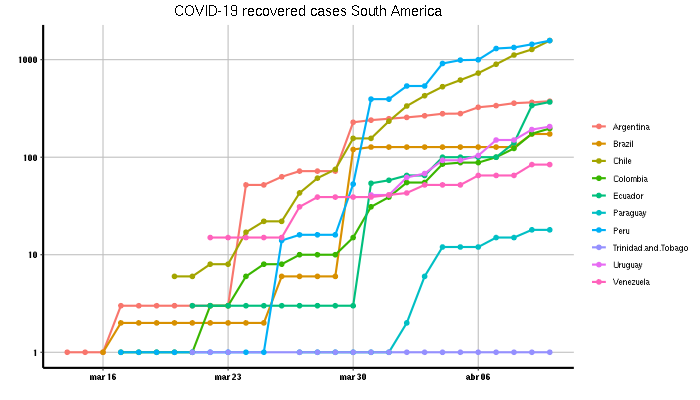 COVID-19 recovered cases South America
1000
100
10
1
mar 16
mar 23
mar 30
abr 06
Argentina
Brazil
Chile
Colombia
Ecuador
Paraguay
Peru
Trinidad.and.Tobago
Uruguay
Venezuela